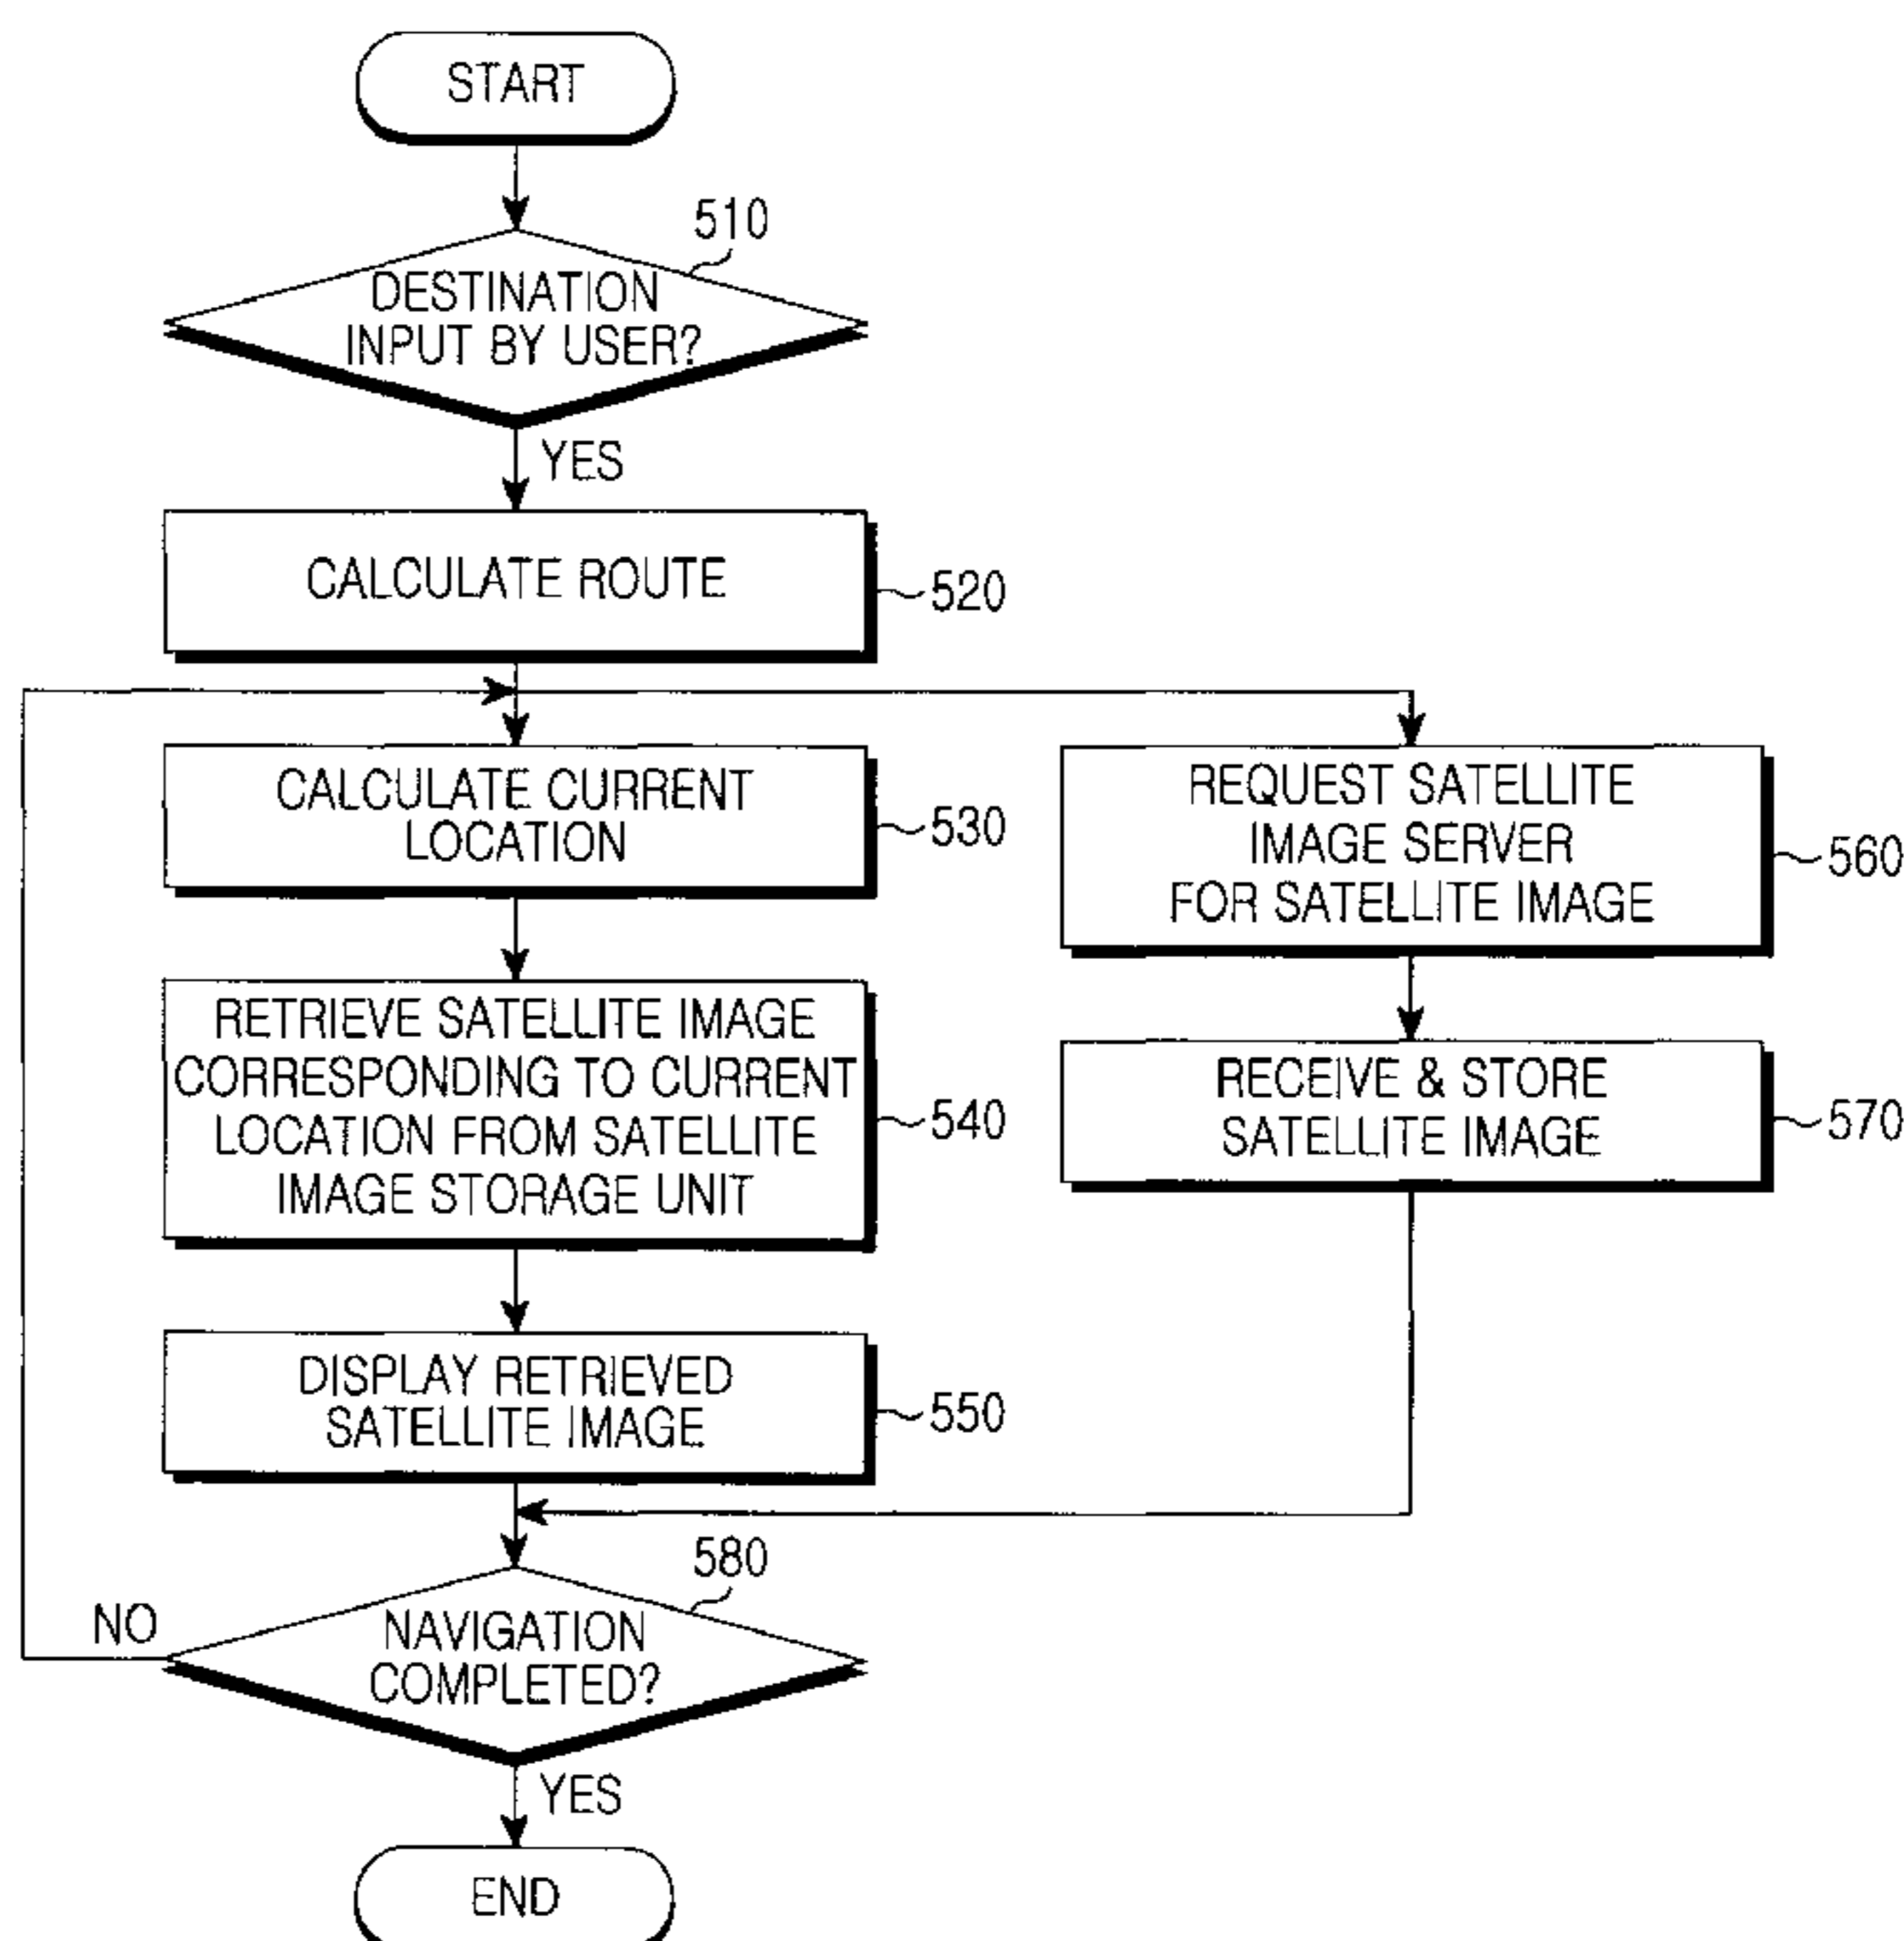 START
510
DESTINATION
INPUT BY USER?
YES
CALCULATE ROUTE
520
CALCULATE CURRENT
LOCATION
530
RETRIEVE SATELLITE IMAGE
CORRESPONDING TO CURRENT
LOCATION FROM SATELLITE
IMAGE STORAGE UNIT
540
DISPLAY RETRIEVED
SATELLITE IMAGE
550
REQUEST SATELLITE
IMAGE SERVER
FOR SATELLITE IMAGE
560
RECEIVE & STORE
SATELLITE IMAGE
570
580
NAVIGATION
COMPLETED?
NO
YES
END